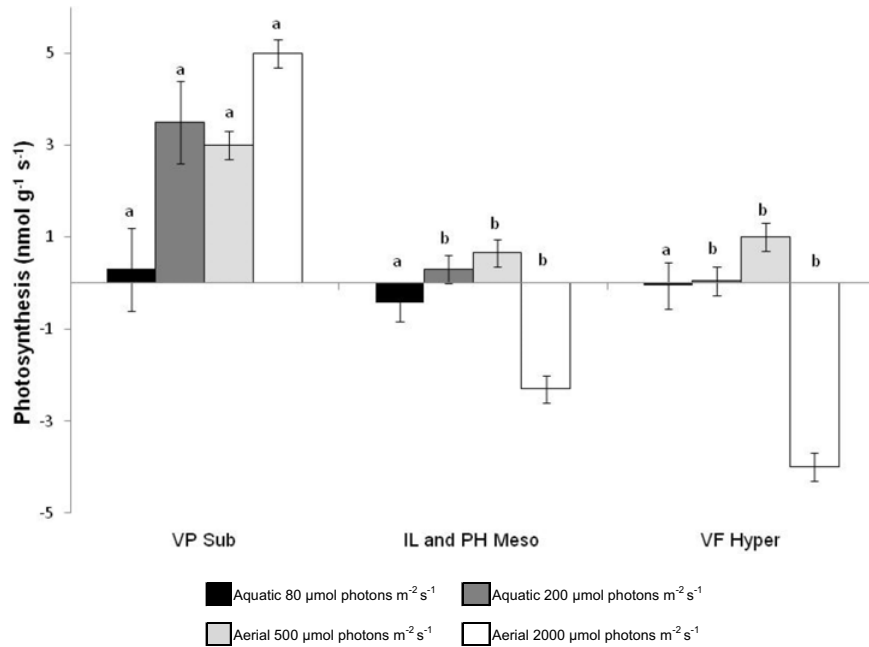 a
5
a
a
3
Photosynthesis (nmol g⁻¹ s⁻¹)
a
b
b
1
a
b
b
a
b
b
-1
-3
-5
VP Sub
IL and PH Meso
VF Hyper
Aquatic 80 µmol photons m⁻² s⁻¹
Aquatic 200 µmol photons m⁻² s⁻¹
Aerial 500 µmol photons m⁻² s⁻¹
Aerial 2000 µmol photons m⁻² s⁻¹